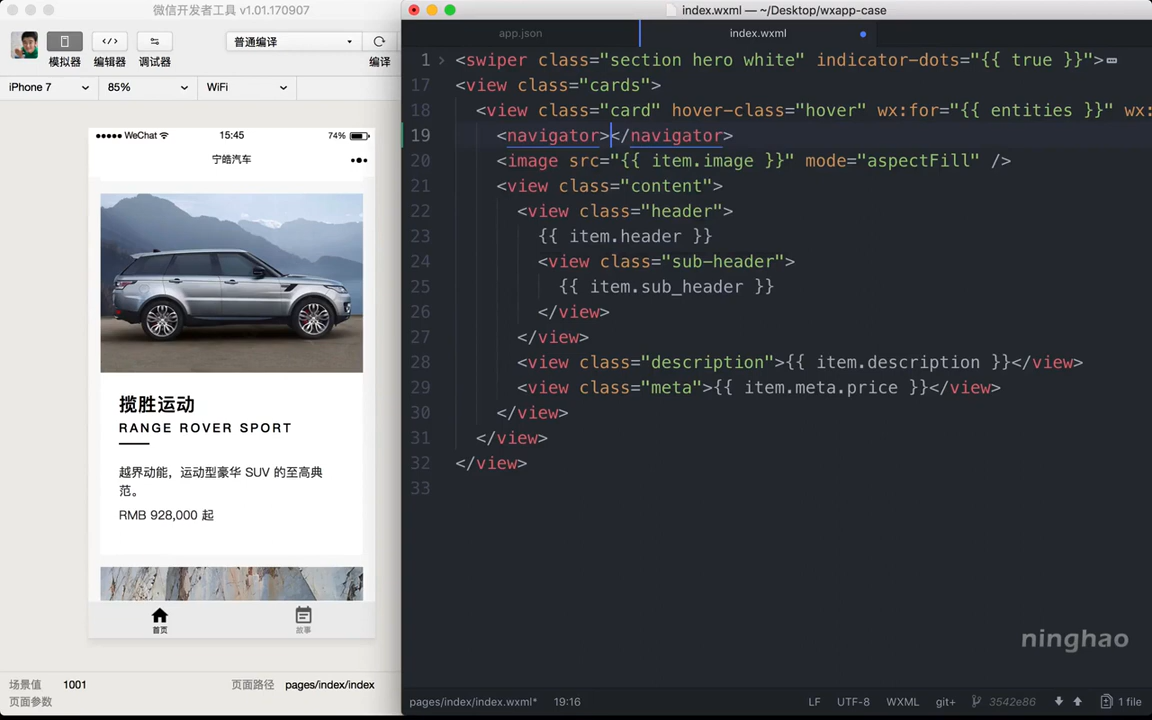 微信开发者工具 v1.01.170907
模拟器
编辑器
调试器
普通编译
编译
iPhone 7
85%
WiFi
WeChat
15:45
74%
宁皓汽车
揽胜运动
RANGE ROVER SPORT
越界动能，运动型豪华 SUV 的至高典
范。
RMB 928,000 起
首页
故事
场景值 1001
页面路径 pages/index/index
页面参数
index.wxml — ~/Desktop/wxapp-case
app.json
index.wxml
1 <swiper class="section hero white" indicator-dots="{{ true }}">
17 <view class="cards">
18 <view class="card" hover-class="hover" wx:for="{{ entities }}" wx:
19 <navigator></navigator>
20 <image src="{{ item.image }}" mode="aspectFill" />
21 <view class="content">
22 <view class="header">
23 {{ item.header }}
24 <view class="sub-header">
25 {{ item.sub_header }}
26 </view>
27 </view>
28 <view class="description">{{ item.description }}</view>
29 <view class="meta">{{ item.meta.price }}</view>
30 </view>
31 </view>
32 </view>
33
ninghao
pages/index/index.wxml* 19:16
LF UTF-8 WXML git+ 3542e86 1 file